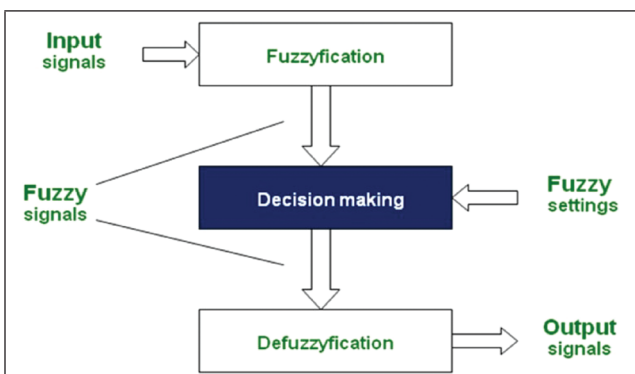 Input
signals
Fuzzyfication
Fuzzy
signals
Decision making
Fuzzy
settings
Defuzzyfication
Output
signals